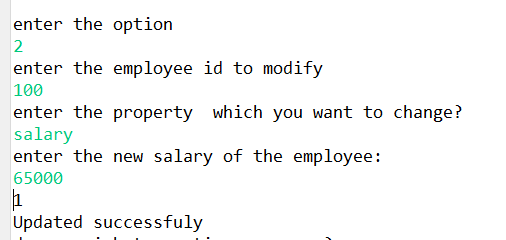 enter the option
2
enter the employee id to modify
100
enter the property  which you want to change?
salary
enter the new salary of the employee:
65000
1
Updated successfuly